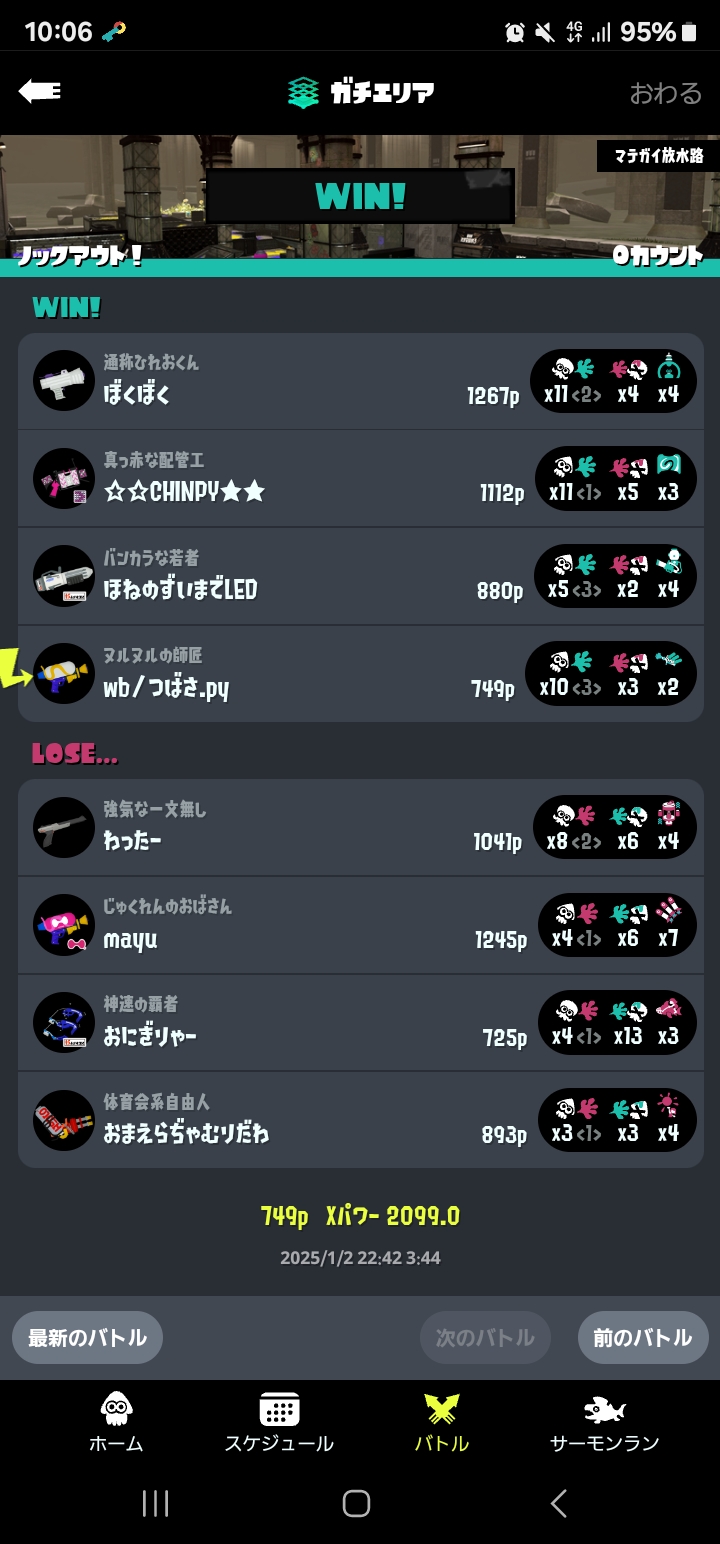 10:06 4G 95%
ガチエリア おわる
マテガイ放水路
WIN!
ノックアウト! 0カウント
WIN!
通称ひれおくん
ぼくぼく 1267p x11<2> x4 x4
真っ赤な配管工
☆☆CHINPY★★ 1112p x11<1> x5 x3
バンカラな若者
ほねのずいまでLED 880p x5<3> x2 x4
ヌルヌルの師匠
wb/つばさ.py 749p x10<3> x3 x2
LOSE...
強気な一文無し
わったー 1041p x8<2> x6 x4
じゅくれんのおばさん
mayu 1245p x4<1> x6 x7
神速の覇者
おにぎりゃー 725p x4<1> x13 x3
体育会系自由人
おまえらぢゃむりだね 893p x3<1> x3 x4
749p Xパワー 2099.0
2025/1/2 22:42 3:44
最新のバトル 次のバトル 前のバトル
ホーム スケジュール バトル サーモンラン